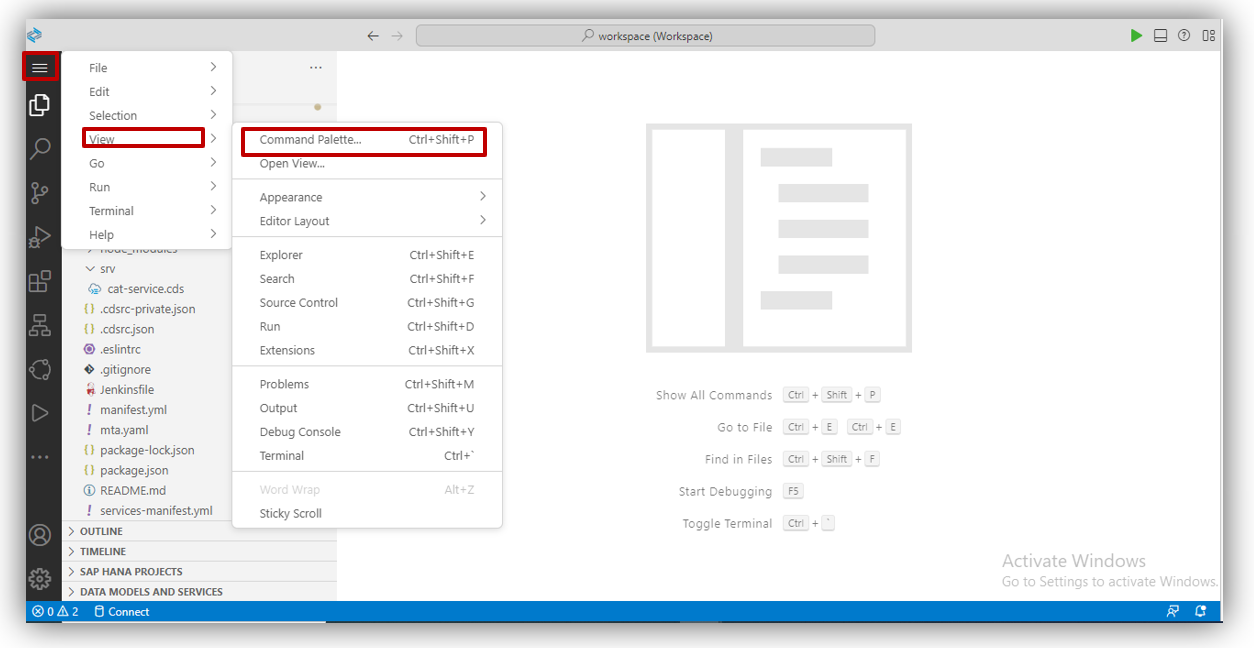 workspace (Workspace)
File
Edit
Selection
View
Go
Run
Terminal
Help
Command Palette... Ctrl+Shift+P
Open View...
Appearance
Editor Layout
Explorer Ctrl+Shift+E
Search Ctrl+Shift+F
Source Control Ctrl+Shift+G
Run Ctrl+Shift+D
Extensions Ctrl+Shift+X
Problems Ctrl+Shift+M
Output Ctrl+Shift+U
Debug Console Ctrl+Shift+Y
Terminal Ctrl+`
Word Wrap Alt+Z
Sticky Scroll
node_modules
srv
cat-service.cds
{} .cdsrc-private.json
{} .cdsrc.json
.eslintrc
.gitignore
Jenkinsfile
! manifest.yml
! mta.yaml
{} package-lock.json
{} package.json
README.md
! services-manifest.yml
OUTLINE
TIMELINE
SAP HANA PROJECTS
DATA MODELS AND SERVICES
Show All Commands Ctrl + Shift + P
Go to File Ctrl + E Ctrl + E
Find in Files Ctrl + Shift + F
Start Debugging F5
Toggle Terminal Ctrl + `
Activate Windows
Go to Settings to activate Windows.
0 2 Connect